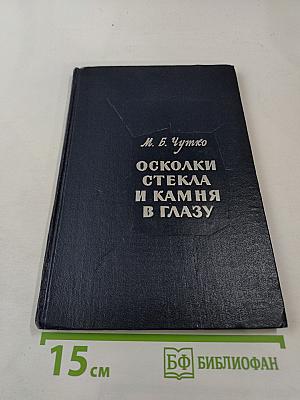 М. Б. Чутко
ОСКОЛКИ
СТЕКЛА
И КАМНЯ
В ГЛАЗУ
15 см
БФ БИБЛИОФАН